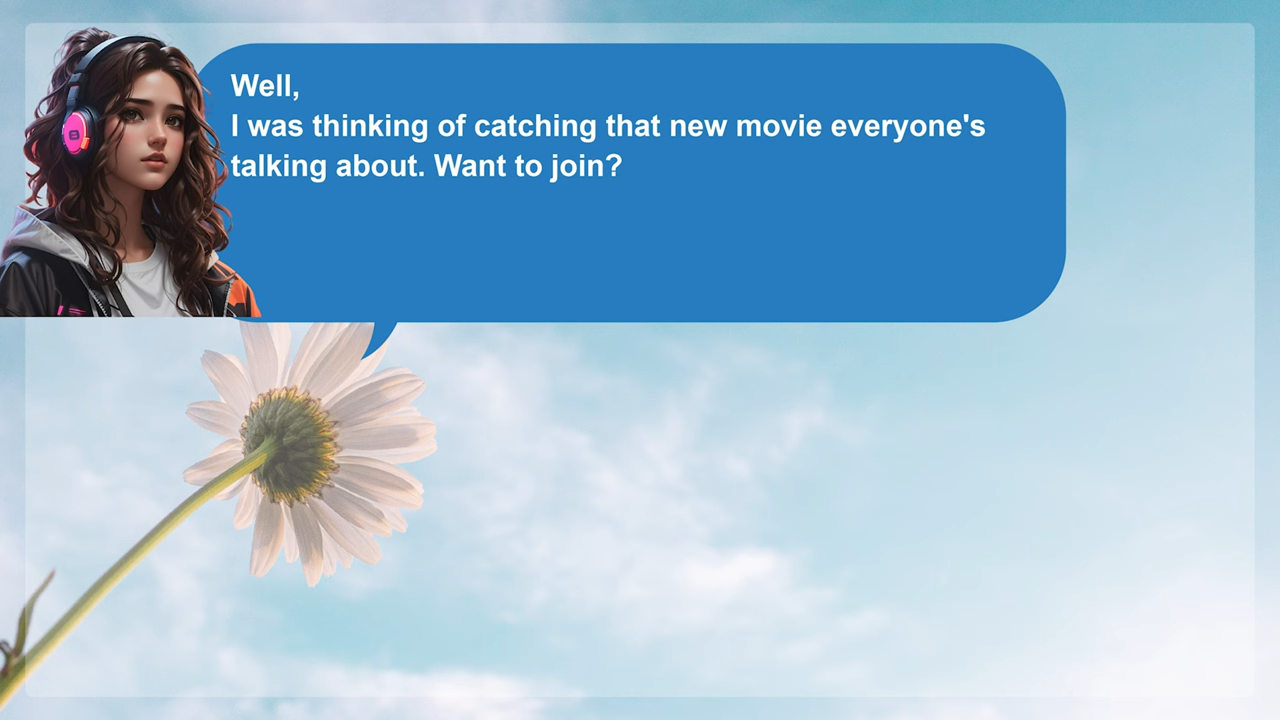 Well,
I was thinking of catching that new movie everyone's
talking about. Want to join?